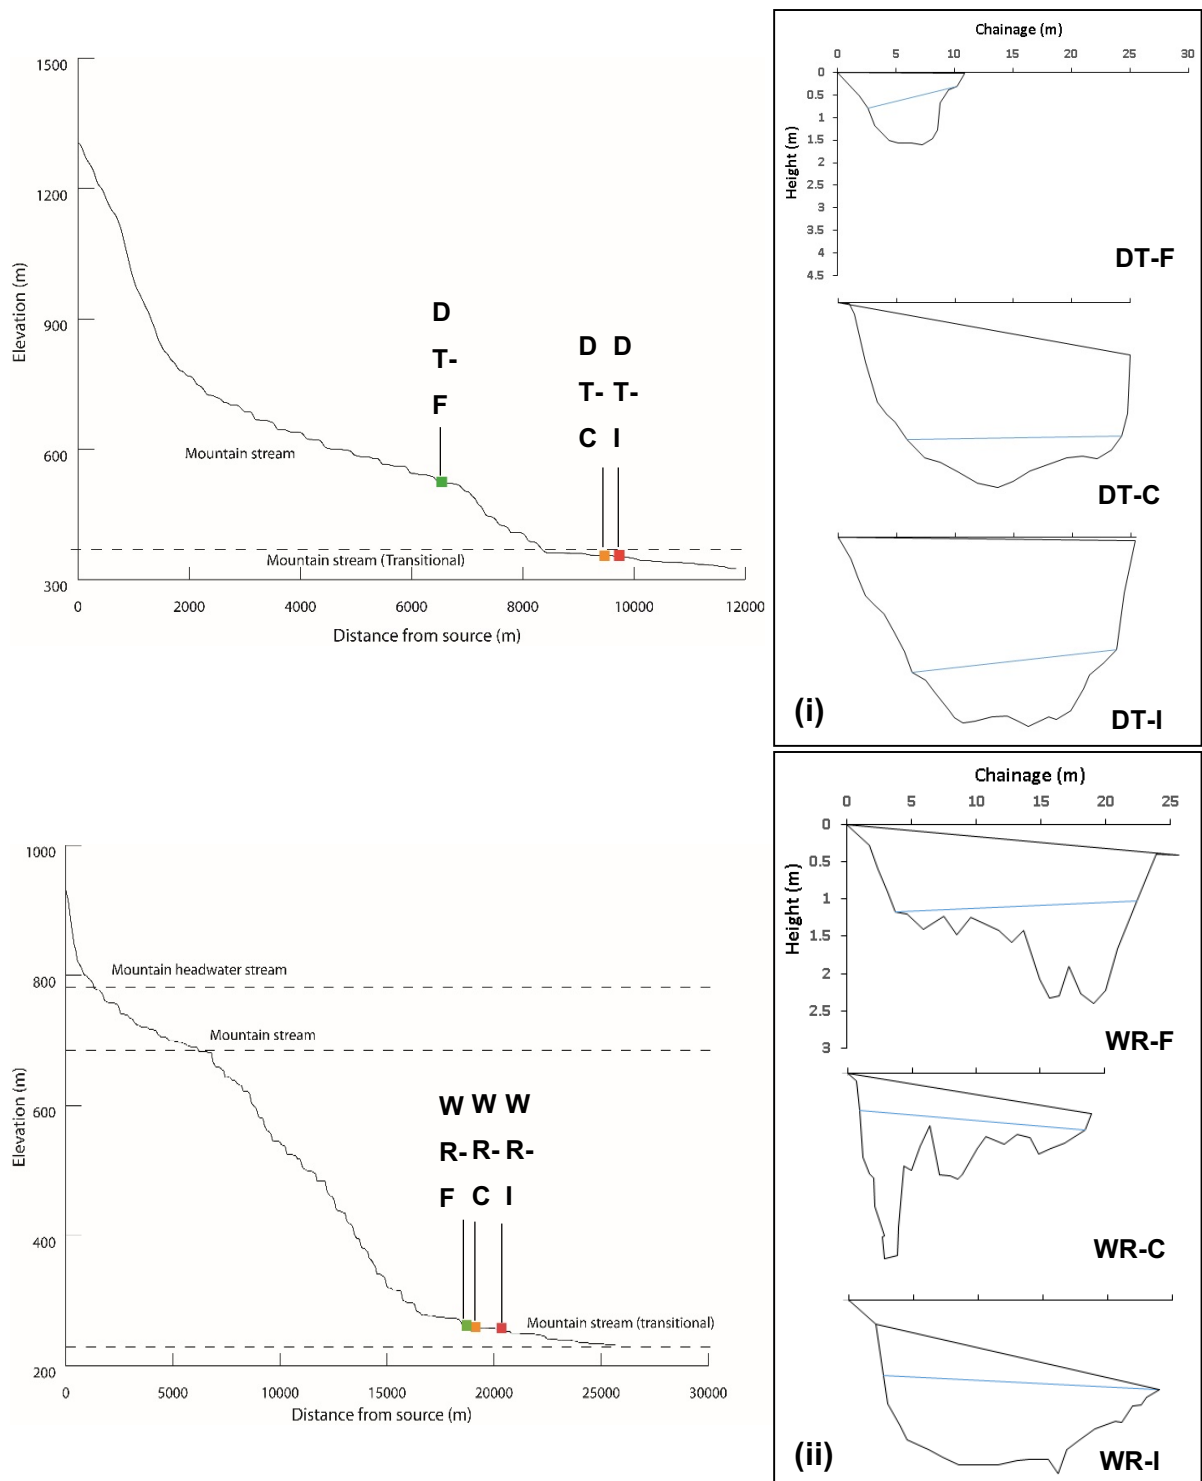 1500
1200
900
600
300
Elevation (m)
D
T-
F
D D
T- T-
C I
Mountain stream
Mountain stream (Transitional)
0 2000 4000 6000 8000 10000 12000
Distance from source (m)
Chainage (m)
0 5 10 15 20 25 30
0
0.5
1
1.5
2
2.5
3
3.5
4
4.5
Height (m)
DT-F
DT-C
(i)
DT-I
1000
800
600
400
200
Elevation (m)
Mountain headwater stream
Mountain stream
W W W
R- R- R-
F C I
Mountain stream (transitional)
0 5000 10000 15000 20000 25000 30000
Distance from source (m)
Chainage (m)
0 5 10 15 20 25
0
0.5
1
1.5
2
2.5
3
Height (m)
WR-F
WR-C
(ii)
WR-I